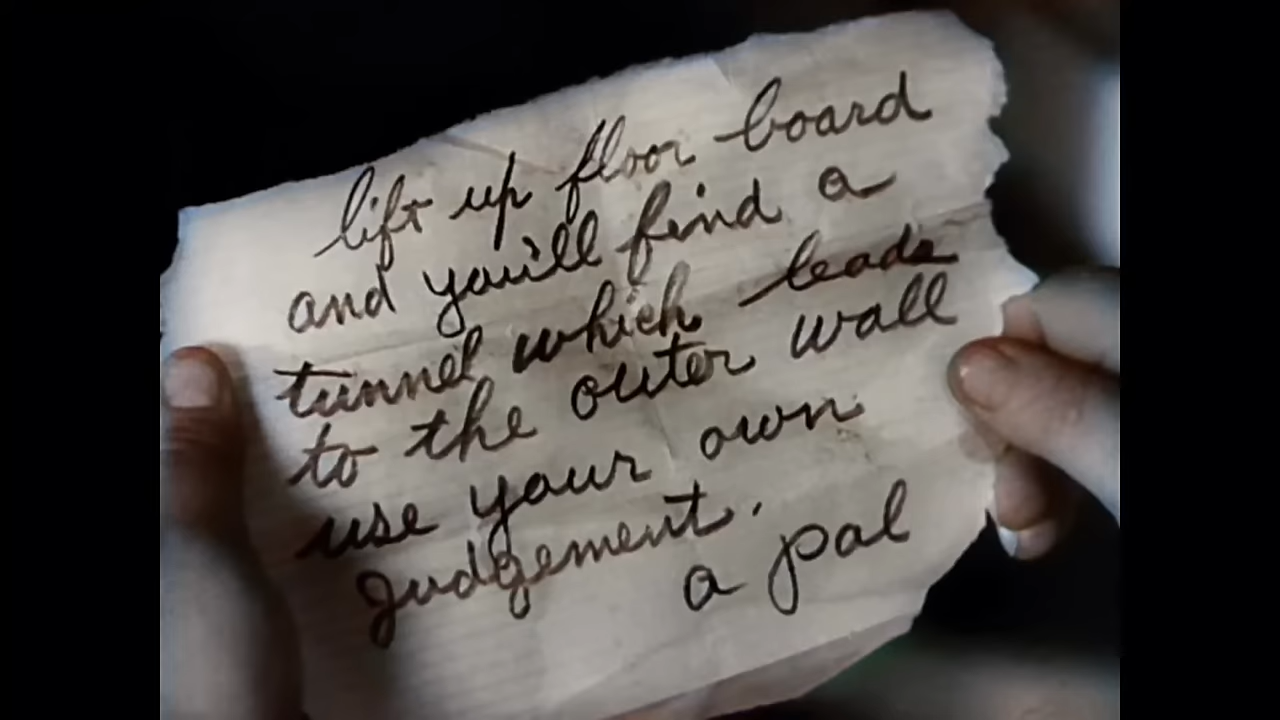 lift up floor board
and you'll find a
tunnel which leads
to the outer wall
use your own
Judgement.
a pal